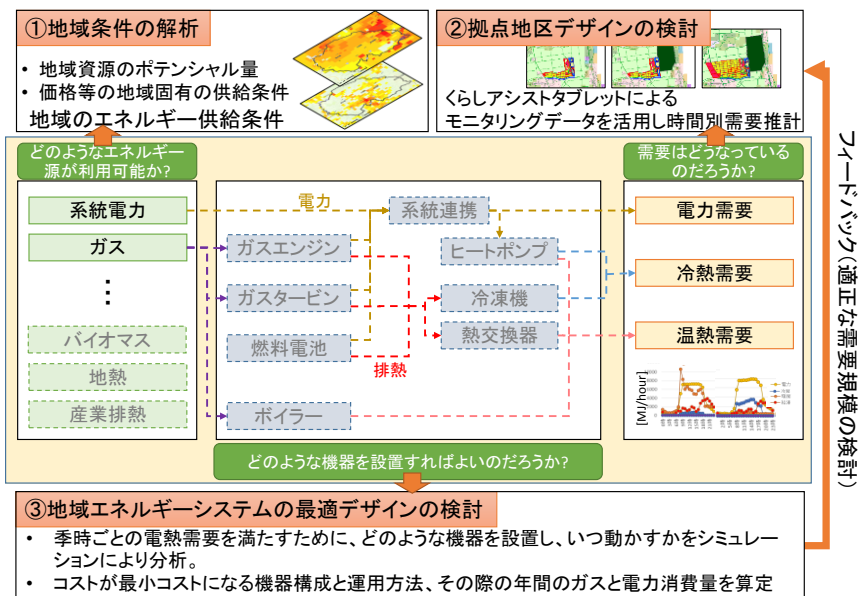 ①地域条件の解析
• 地域資源のポテンシャル量
• 価格等の地域固有の供給条件
地域のエネルギー供給条件
②拠点地区デザインの検討
くらしアシストタブレットによる
モニタリングデータを活用し時間別需要推計
どのようなエネルギー
源が利用可能か?
需要はどうなっている
のだろうか?
系統電力
ガス
⋮
バイオマス
地熱
産業排熱
電力
系統連携
ガスエンジン
ヒートポンプ
ガスタービン
冷凍機
燃料電池
熱交換器
排熱
ボイラー
電力需要
冷熱需要
温熱需要
[MJ/hour]
電力
どのような機器を設置すればよいのだろうか?
フィードバック(適正な需要規模の検討)
③地域エネルギーシステムの最適デザインの検討
• 季時ごとの電熱需要を満たすために、どのような機器を設置し、いつ動かすかをシミュレー
ションにより分析。
• コストが最小コストになる機器構成と運用方法、その際の年間のガスと電力消費量を算定